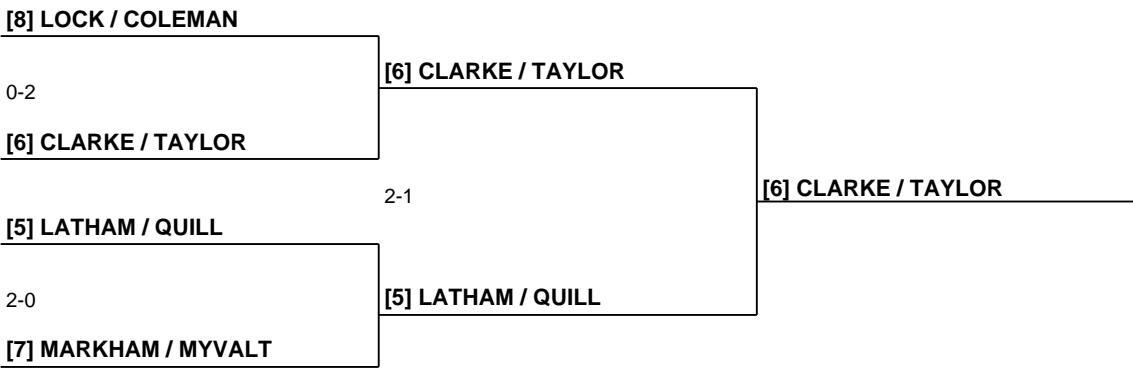 [8] LOCK / COLEMAN
[6] CLARKE / TAYLOR
0-2
[6] CLARKE / TAYLOR
2-1
[6] CLARKE / TAYLOR
[5] LATHAM / QUILL
2-0
[5] LATHAM / QUILL
[7] MARKHAM / MYVALT